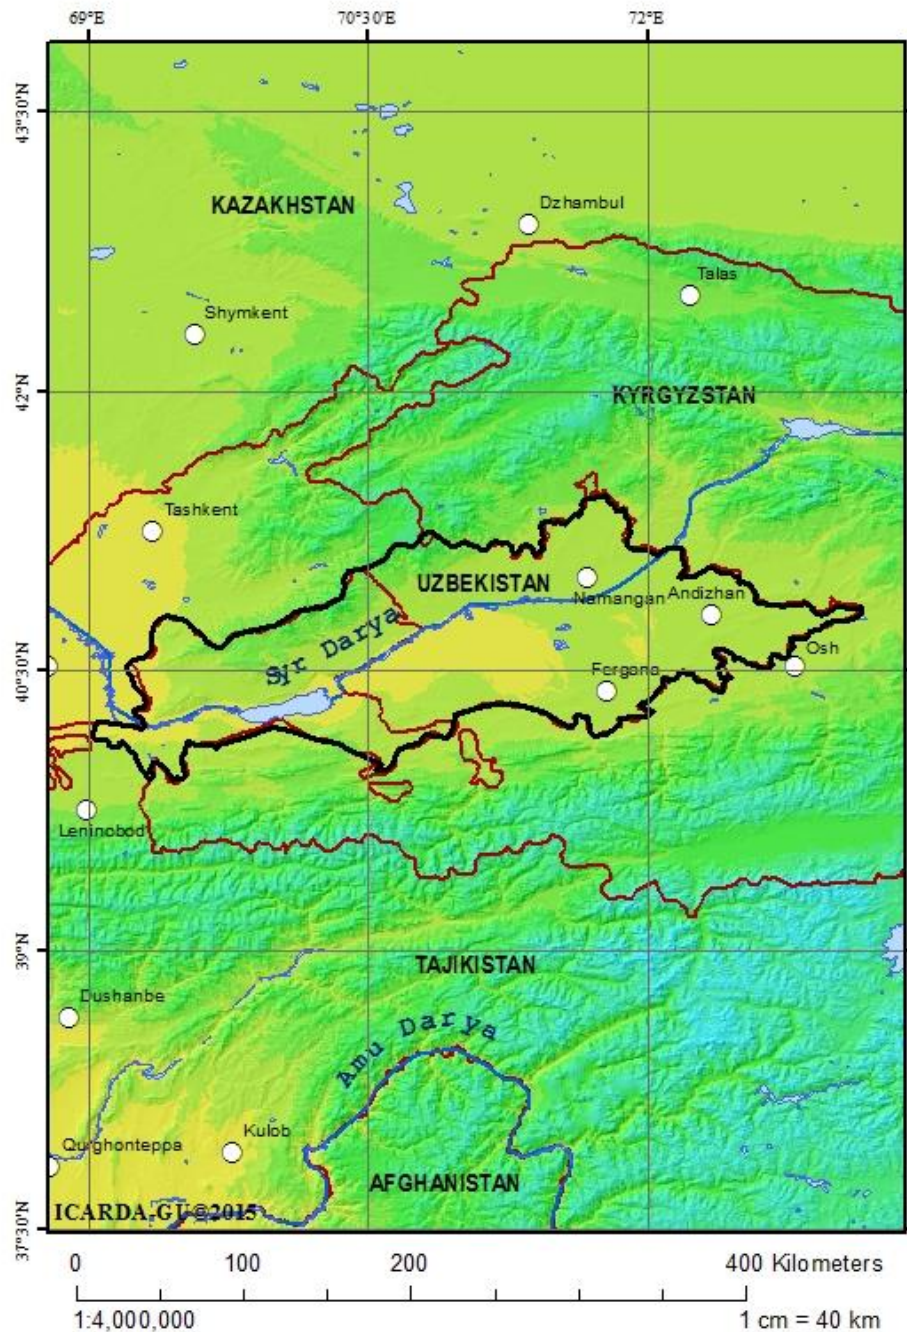 69°E 70°30'E 72°E
43°30'N
KAZAKHSTAN
Dzhambul
Talas
Shymkent
42°N
KYRGYZSTAN
Tashkent
UZBEKISTAN
Namangan
Andizhan
Syr Darya
40°30'N
Fergana
Osh
Leninobod
39°N
TAJIKISTAN
Dushanbe
Amu Darya
Kulob
Qurghonteppa
AFGHANISTAN
ICARDA.GU©2015
37°30'N
0 100 200 400 Kilometers
1:4,000,000 1 cm = 40 km